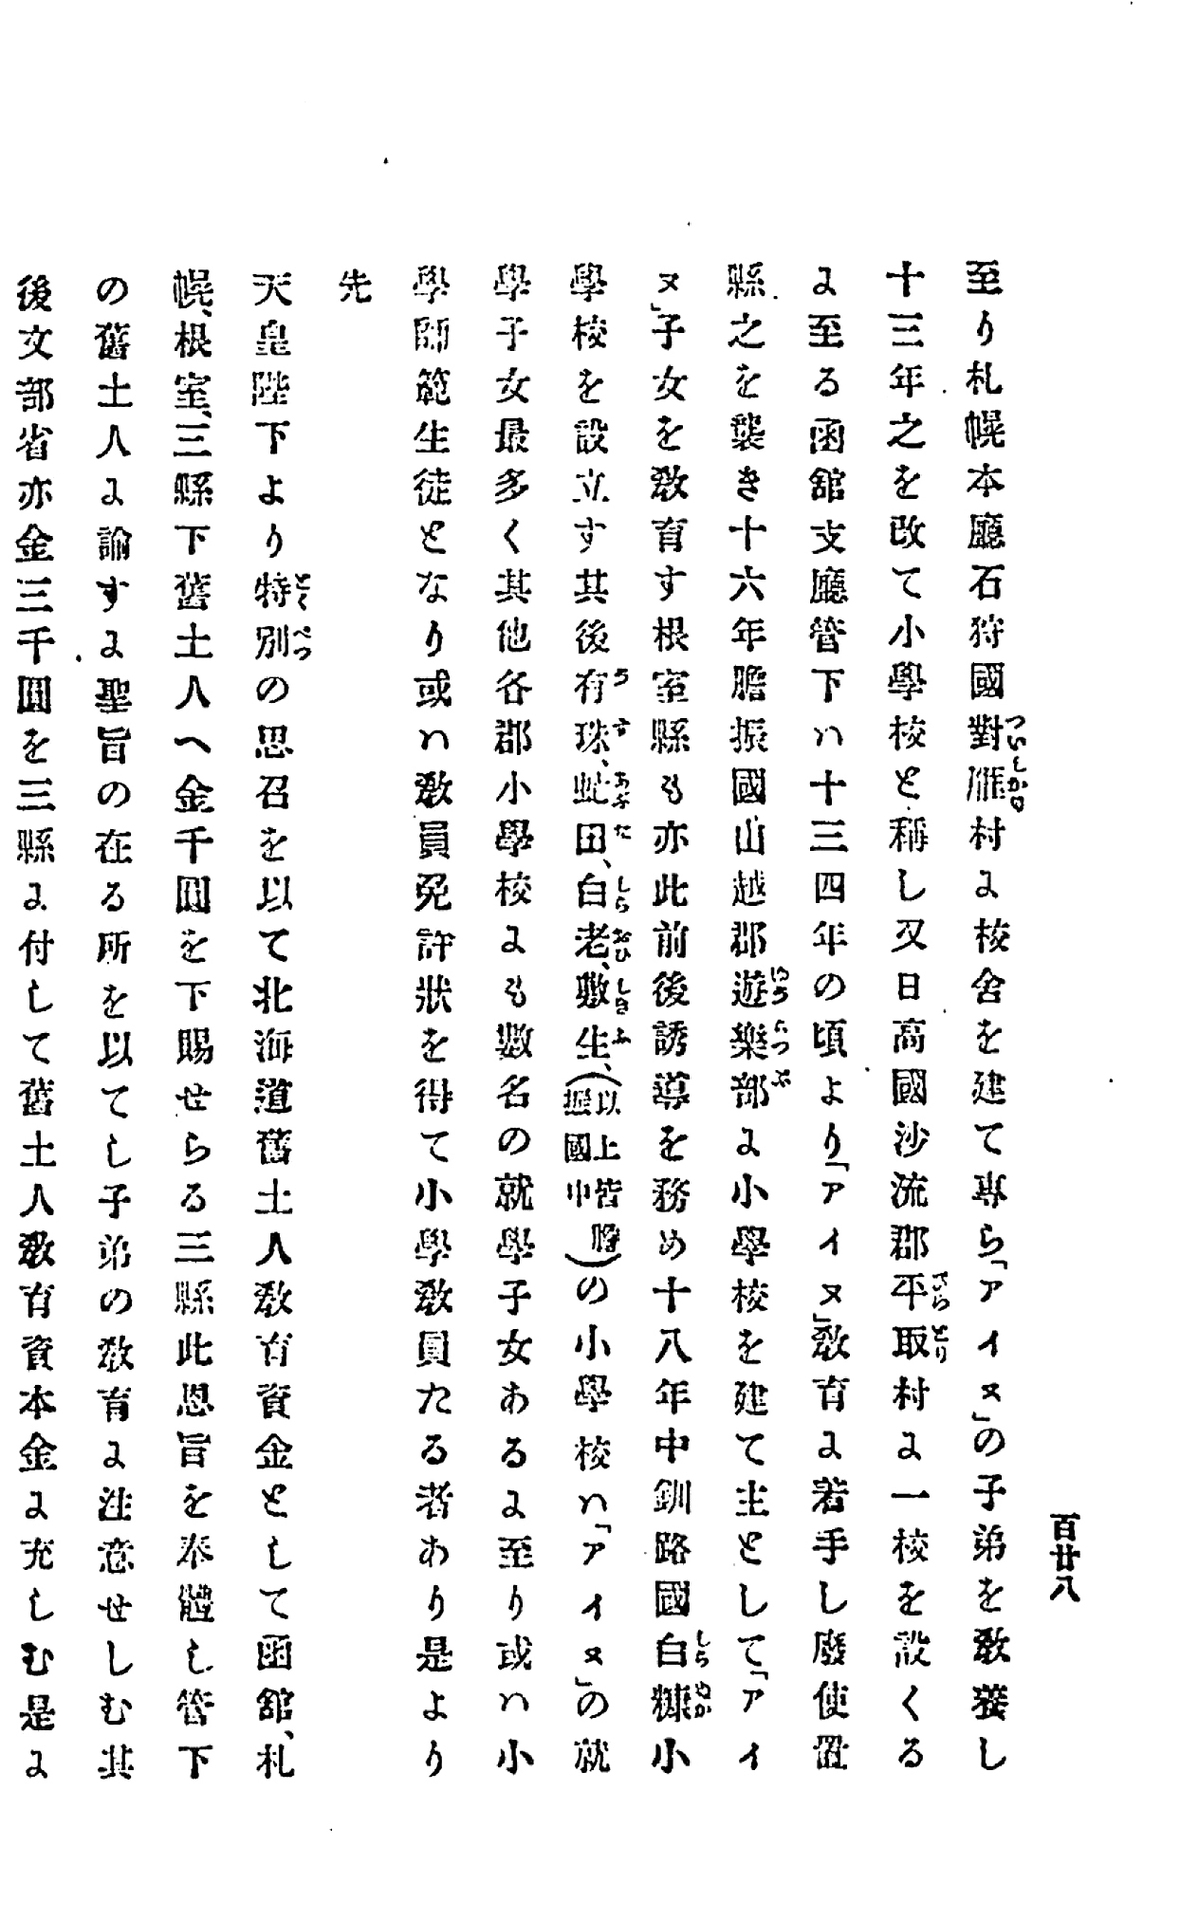 百廿八
至り札幌本廳石狩國對雁村に校舍を建て專ら「アイヌ」の子弟を敎養し
十三年之を改て小學校と稱し又日高國沙流郡平取村に一校を設くる
に至る函館支廳管下ハ十三四年の頃より「アイヌ」敎育に着手し廢使置
縣之を襲き十六年膽振國山越郡遊樂部に小學校を建て主として「アイ
ヌ」子女を敎育す根室縣も亦此前後誘導を務め十八年中釧路國白糠小
學校を設立す其後有珠、虻田、白老、敷生、(以上皆膽振國中)の小學校ハ「アイヌ」の就
學子女最多く其他各郡小學校にも數名の就學子女あるに至り或ハ小
學師範生徒となり或ハ敎員免許狀を得て小學敎員たる者あり是より
先
天皇陛下より特別の思召を以て北海道舊土人敎育資金として函館、札
幌、根室、三縣下舊土人へ金千圓を下賜せらる三縣此恩旨を奉體し管下
の舊土人に諭すに聖旨の在る所を以てし子弟の敎育に注意せしむ其
後文部省亦金三千圓を三縣に付して舊土人敎育資本金に充しむ是に